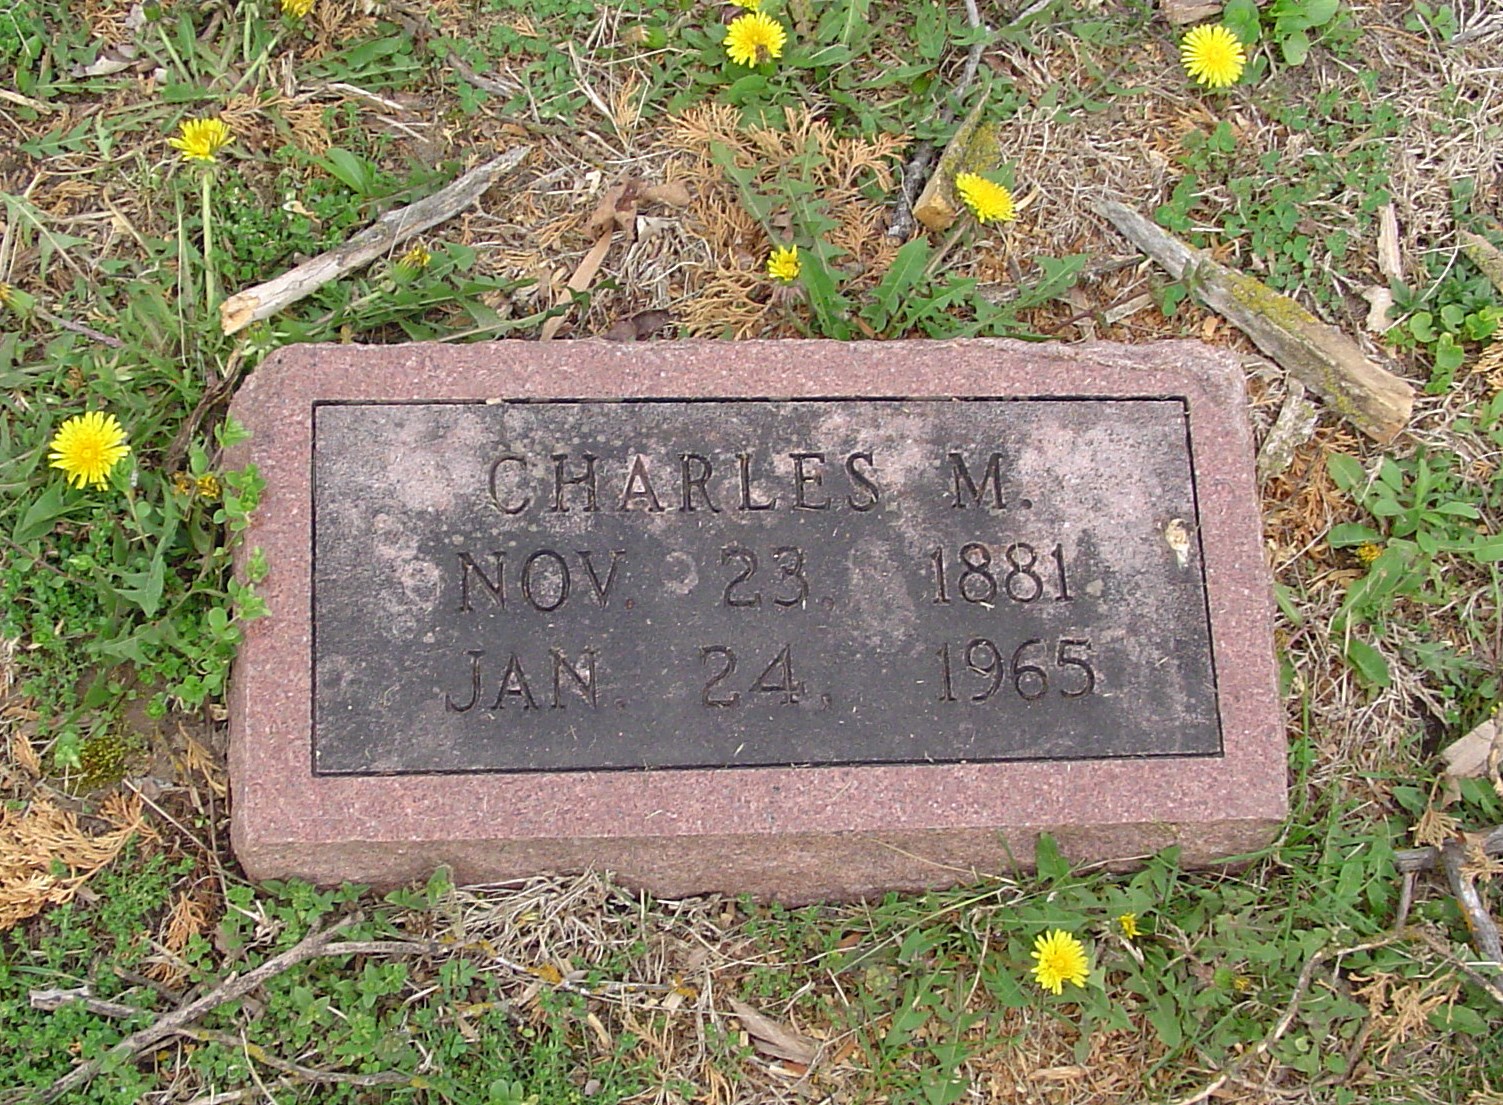 CHARLES M.
NOV. 23, 1881
JAN. 24, 1965